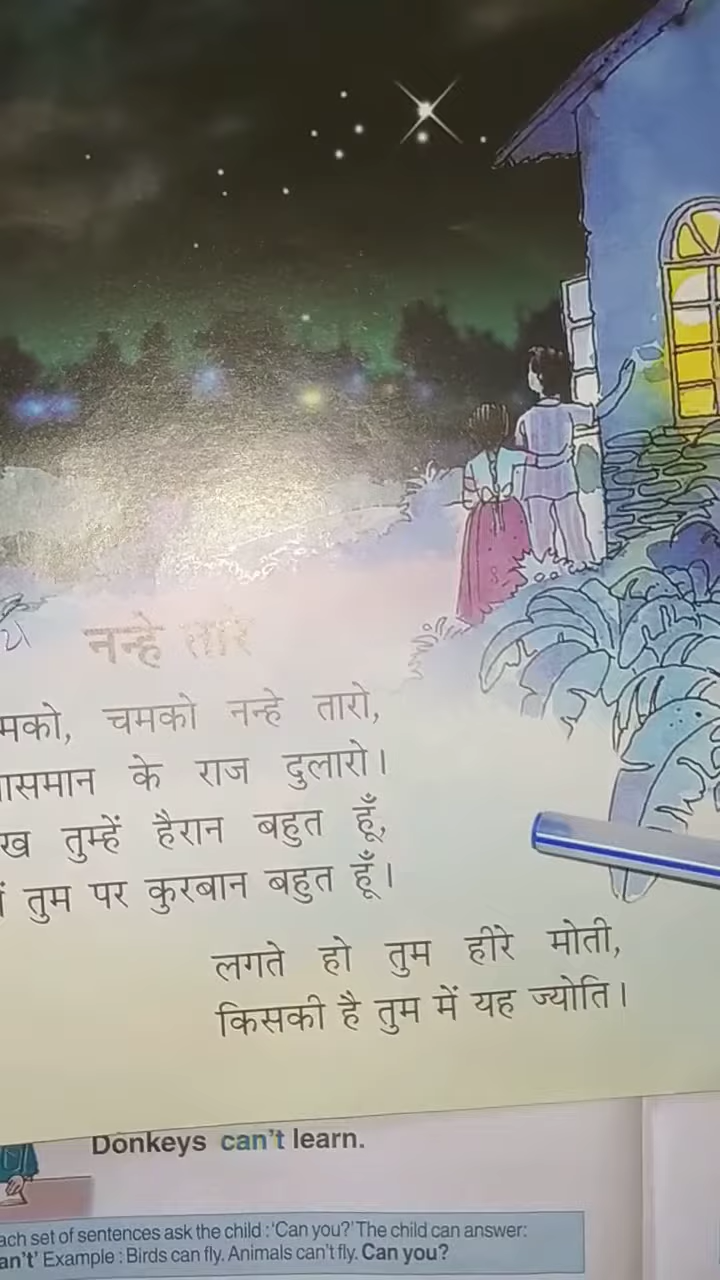 नन्हे तारे
मको, चमको नन्हे तारो,
ासमान के राज दुलारो।
ख तुम्हें हैरान बहुत हूँ,
ं तुम पर कुरबान बहुत हूँ।
लगते हो तुम हीरे मोती,
किसकी है तुम में यह ज्योति।
Donkeys can't learn.
ach set of sentences ask the child : 'Can you?' The child can answer:
an't' Example : Birds can fly. Animals can't fly. Can you?